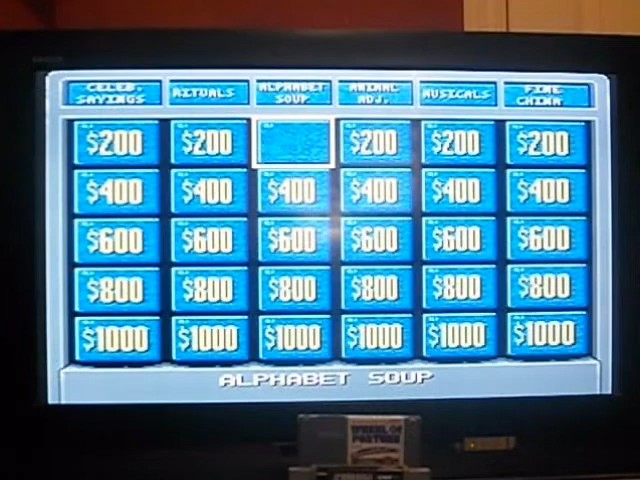 CELEB. SAYINGS
RITUALS
ALPHABET SOUP
ANIMAL ADJ.
MUSICALS
FINE CHINA
$200 $200 $200 $200 $200
$400 $400 $400 $400 $400 $400
$600 $600 $600 $600 $600 $600
$800 $800 $800 $800 $800 $800
$1000 $1000 $1000 $1000 $1000 $1000
ALPHABET SOUP
WHEEL OF
FORTUNE